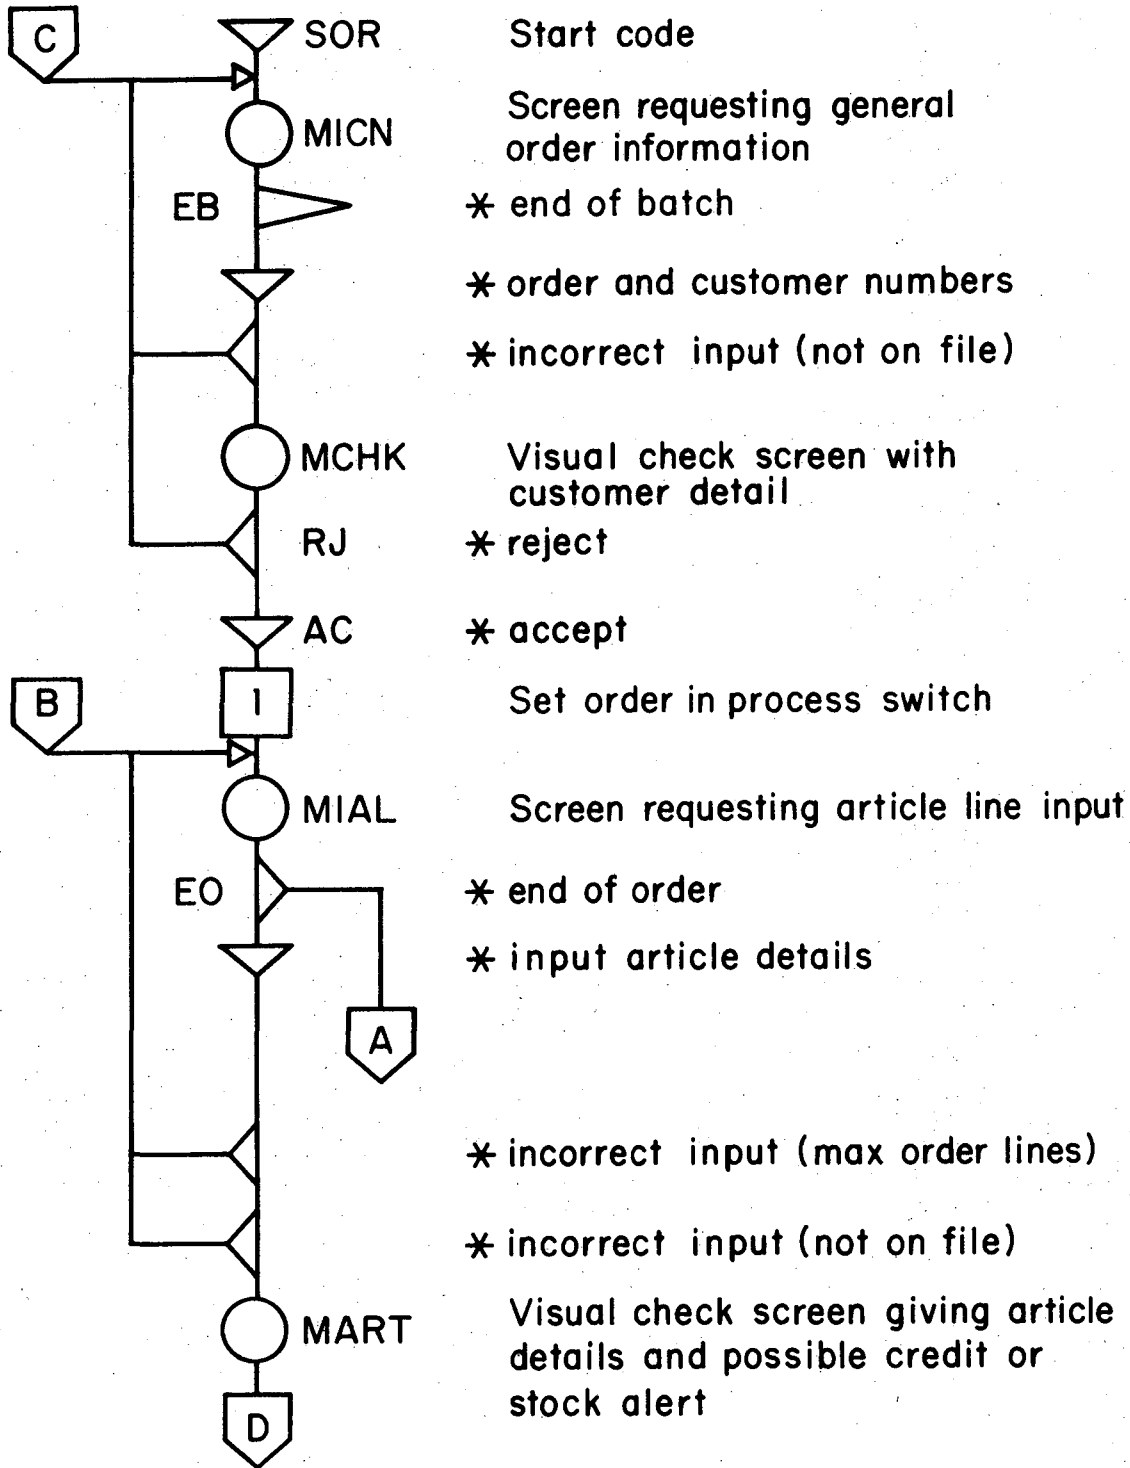 C
SOR Start code
MICN Screen requesting general
order information
EB * end of batch
* order and customer numbers
* incorrect input (not on file)
MCHK Visual check screen with
customer detail
RJ * reject
AC * accept
B 1 Set order in process switch
MIAL Screen requesting article line input
EO * end of order
* input article details
A
* incorrect input (max order lines)
* incorrect input (not on file)
MART Visual check screen giving article
details and possible credit or
stock alert
D